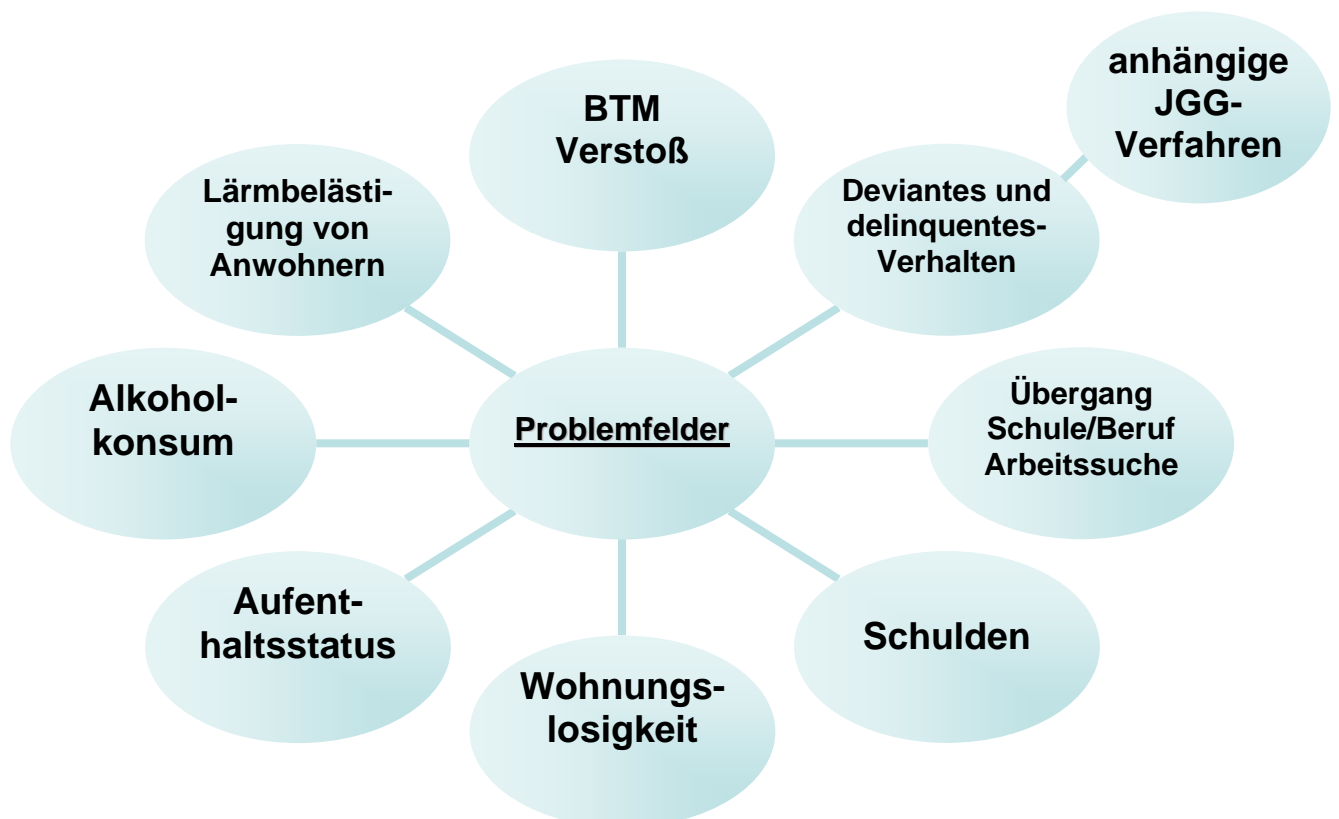 anhängige
JGG-
Verfahren
BTM
Verstoß
Deviantes und
delinquentes-
Verhalten
Lärmbelästi-
gung von
Anwohnern
Alkohol-
konsum
Problemfelder
Übergang
Schule/Beruf
Arbeitssuche
Aufent-
haltsstatus
Schulden
Wohnungs-
losigkeit